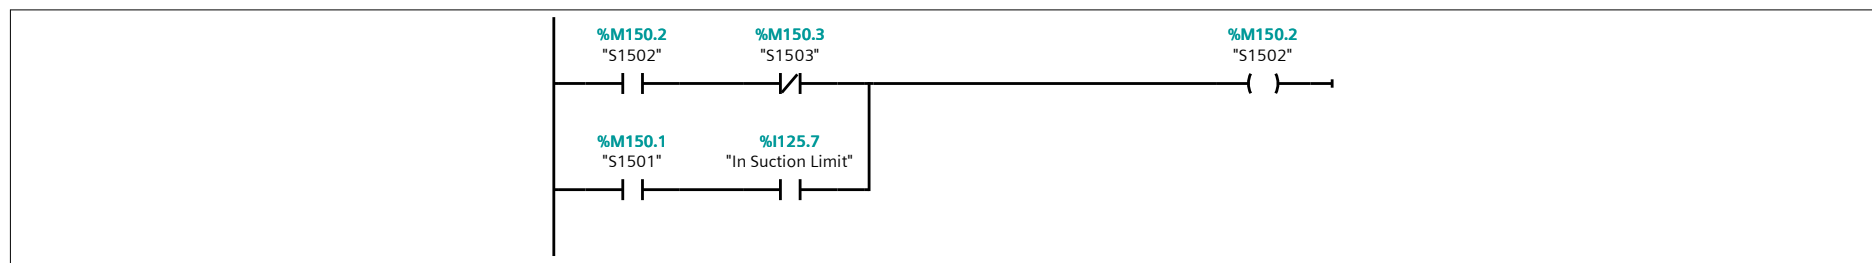 %M150.2 %M150.3 %M150.2
"S1502" "S1503" "S1502"
%M150.1 %I125.7
"S1501" "In Suction Limit"